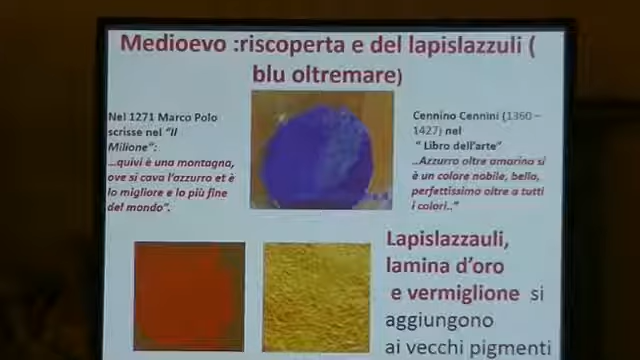 Medioevo :riscoperta e del lapislazzuli (
blu oltremare)
Nel 1271 Marco Polo
scrisse nel "Il
Milione":
...quivi è una montagna,
ove si cava l'azzurro et è
lo migliore e lo più fine
del mondo".
Cennino Cennini (1360 –
1427) nel
" Libro dell'arte"
..Azzurro oltre amarino si
è un colore nobile, bello,
perfettissimo oltre a tutti
i colori.."
Lapislazzauli,
lamina d'oro
e vermiglione si
aggiungono
ai vecchi pigmenti